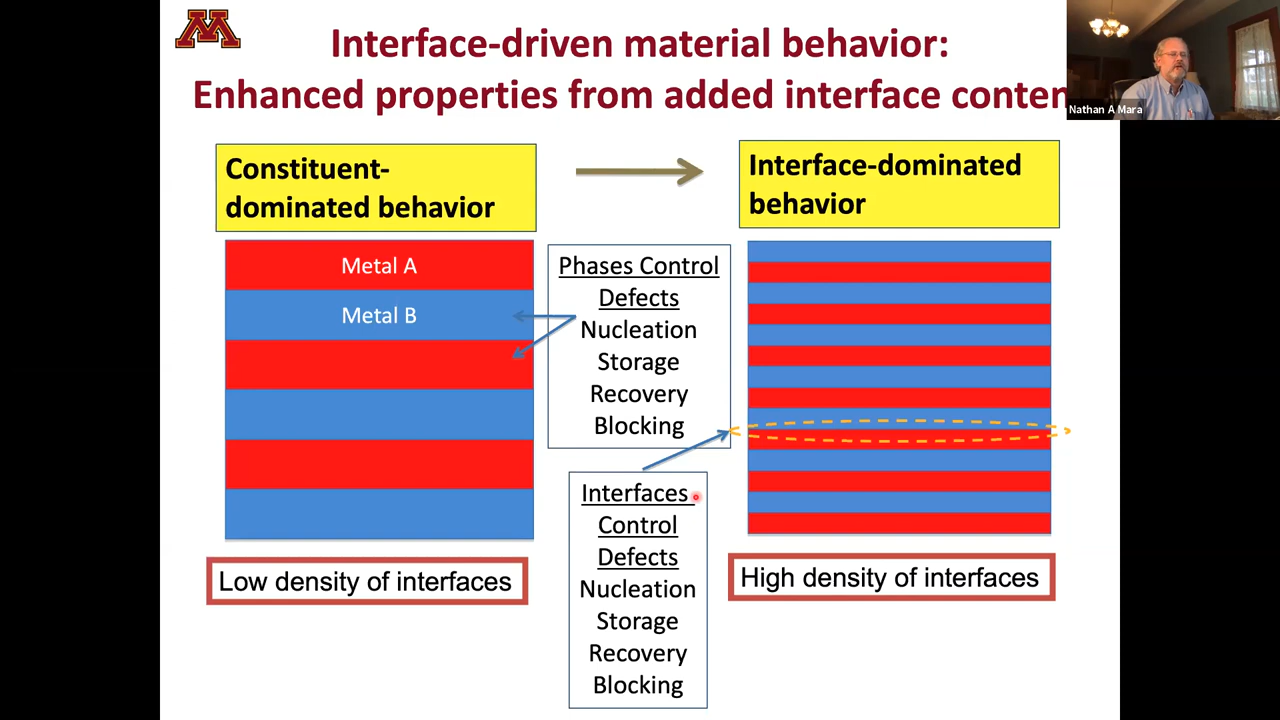 Interface-driven material behavior:
Enhanced properties from added interface conten
Nathan A Mara
Constituent-
dominated behavior
Interface-dominated
behavior
Metal A
Metal B
Phases Control
Defects
Nucleation
Storage
Recovery
Blocking
Interfaces
Control
Defects
Nucleation
Storage
Recovery
Blocking
Low density of interfaces
High density of interfaces